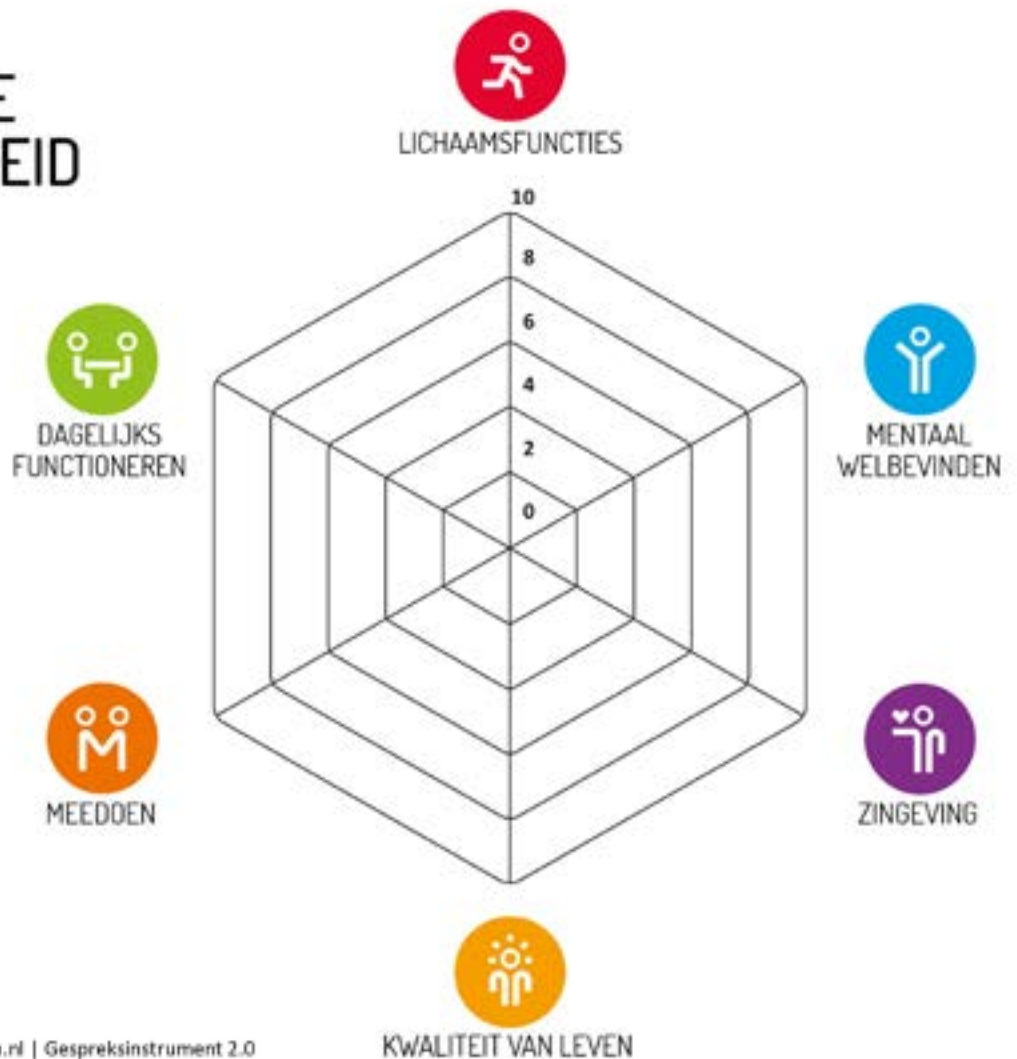 E
EID
LICHAAMSFUNCTIES
10
8
6
4
2
0
DAGELIJKS
FUNCTIONEREN
MENTAAL
WELBEVINDEN
MEEDOEN
ZINGEVING
KWALITEIT VAN LEVEN
.nl | Gespreksinstrument 2.0